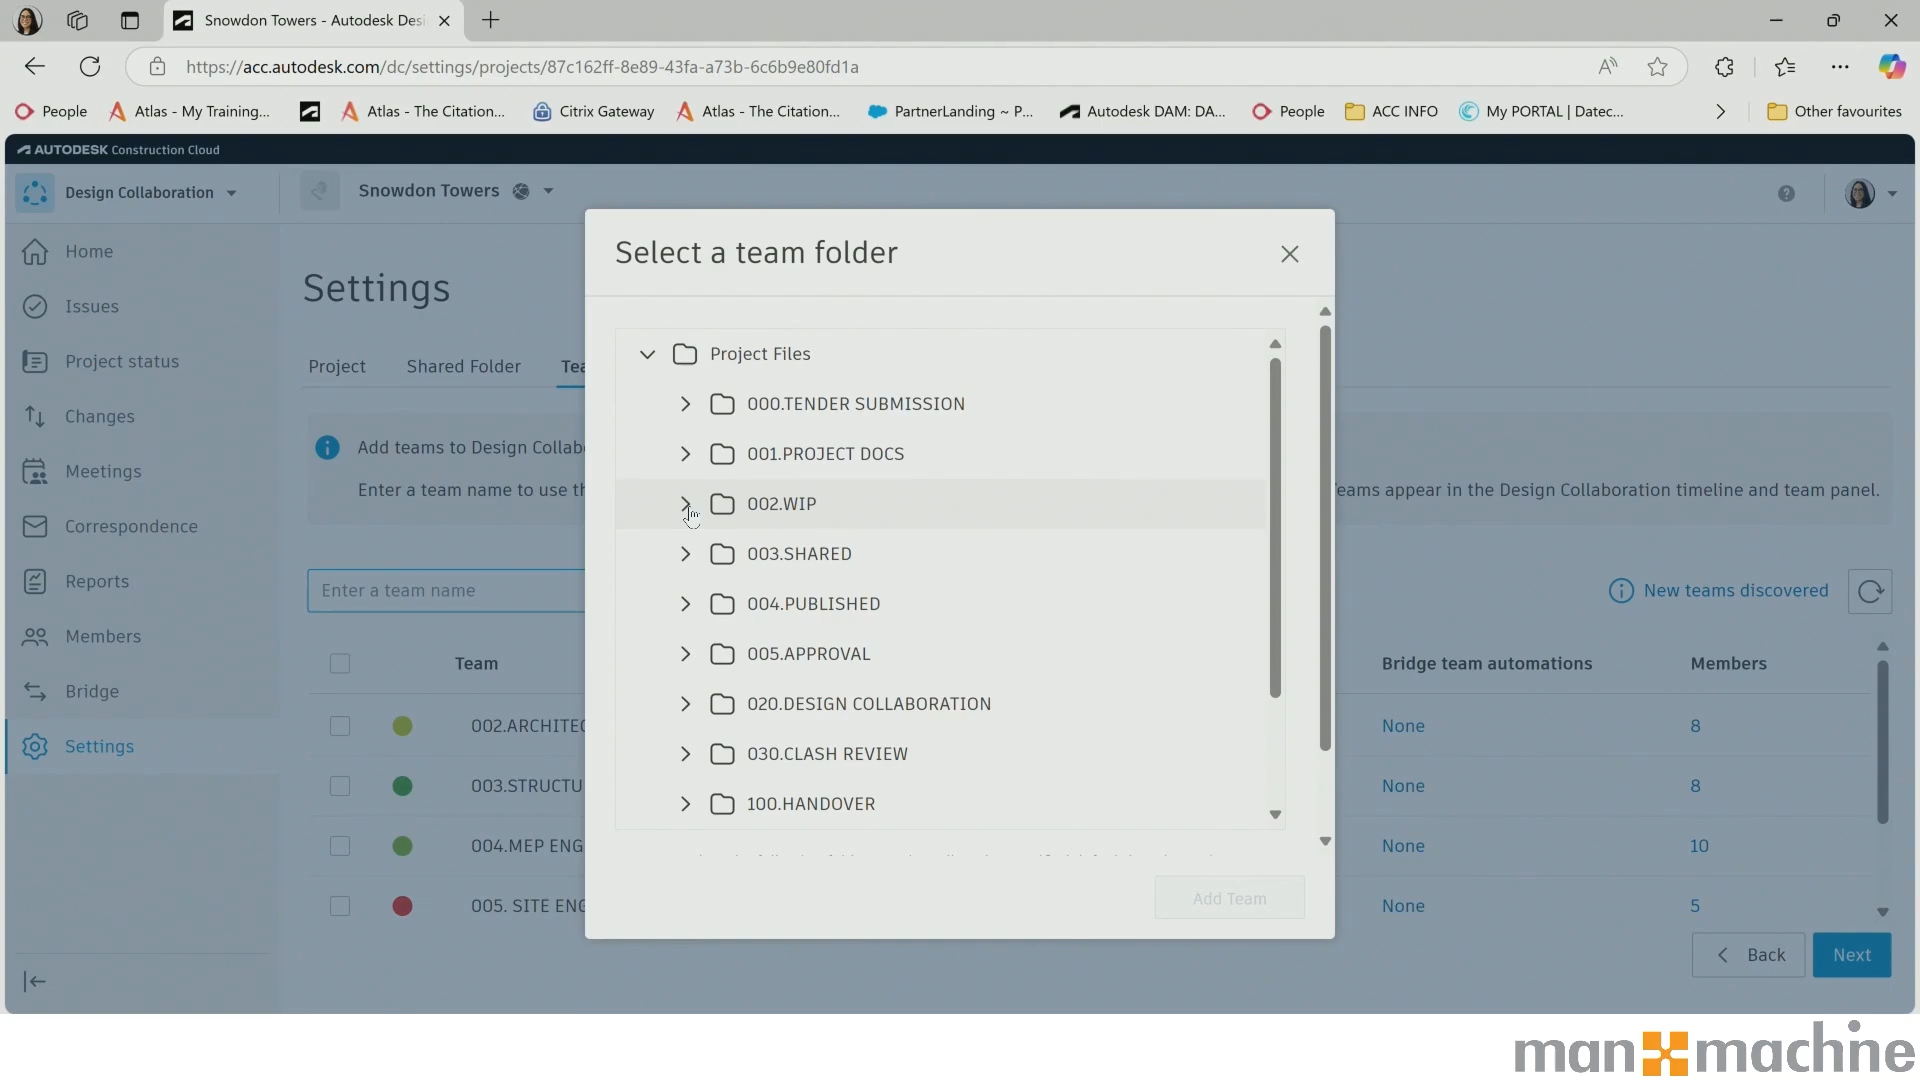 Snowdon Towers - Autodesk Des
https://acc.autodesk.com/dc/settings/projects/87c162ff-8e89-43fa-a73b-6c6b9e80fd1a
People
Atlas - My Training...
Atlas - The Citation...
Citrix Gateway
Atlas - The Citation...
PartnerLanding ~ P...
Autodesk DAM: DA...
People
ACC INFO
My PORTAL | Datec...
Other favourites
AUTODESK Construction Cloud
Design Collaboration
Snowdon Towers
Home
Issues
Project status
Changes
Meetings
Correspondence
Reports
Members
Bridge
Settings
Settings
Project
Shared Folder
Tea
Add teams to Design Collab
Enter a team name to use th
eams appear in the Design Collaboration timeline and team panel.
Enter a team name
New teams discovered
Team
Bridge team automations
Members
002.ARCHITEC
None
8
003.STRUCTU
None
8
004.MEP ENG
None
10
005. SITE ENG
None
5
Back
Next
Select a team folder
Project Files
000.TENDER SUBMISSION
001.PROJECT DOCS
002.WIP
003.SHARED
004.PUBLISHED
005.APPROVAL
020.DESIGN COLLABORATION
030.CLASH REVIEW
100.HANDOVER
Add Team
man machine